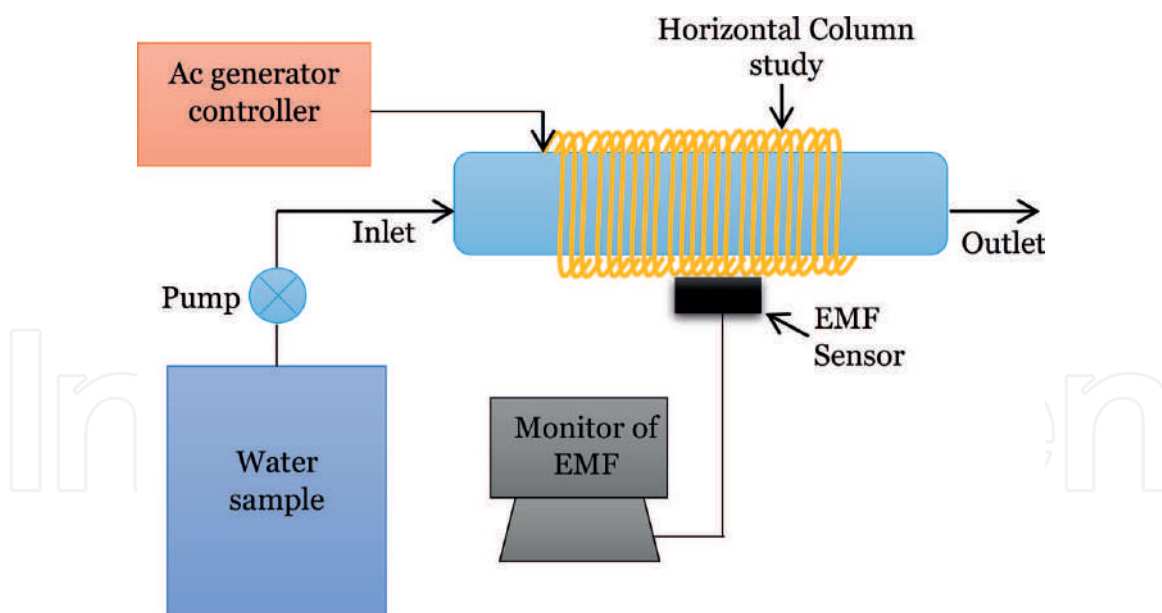 Ac generator
controller
Horizontal Column
study
Inlet
Outlet
Pump
EMF
Sensor
Monitor of
EMF
Water
sample